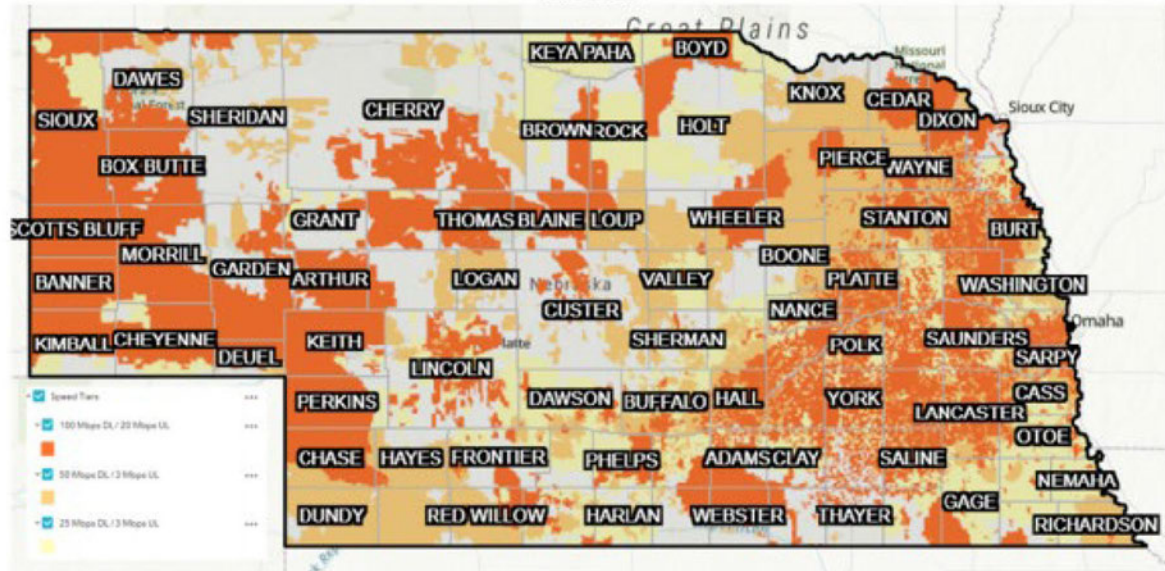 Great Plains
KEYA PAHA
BOYD
Missouri
National
DAWES
KNOX
CEDAR
CHERRY
Sioux City
SIOUX
SHERIDAN
DIXON
BROWN
ROCK
HOLT
BOX BUTTE
PIERCE
WAYNE
SCOTTS BLUFF
GRANT
THOMAS
BLAINE
LOUP
WHEELER
STANTON
BURT
MORRILL
GARDEN
ARTHUR
LOGAN
VALLEY
BOONE
PLATTE
BANNER
Nebraska
WASHINGTON
CUSTER
NANCE
Omaha
KIMBALL
CHEYENNE
KEITH
SHERMAN
POLK
SAUNDERS
DEUEL
latte
SARPY
LINCOLN
PERKINS
DAWSON
BUFFALO
HALL
YORK
CASS
LANCASTER
OTOE
CHASE
HAYES
FRONTIER
PHELPS
ADAMS
CLAY
SALINE
NEMAHA
GAGE
DUNDY
RED WILLOW
HARLAN
WEBSTER
THAYER
RICHARDSON
Speed Tiers
100 Mbps DL / 20 Mbps UL
50 Mbps DL / 3 Mbps UL
25 Mbps DL / 3 Mbps UL